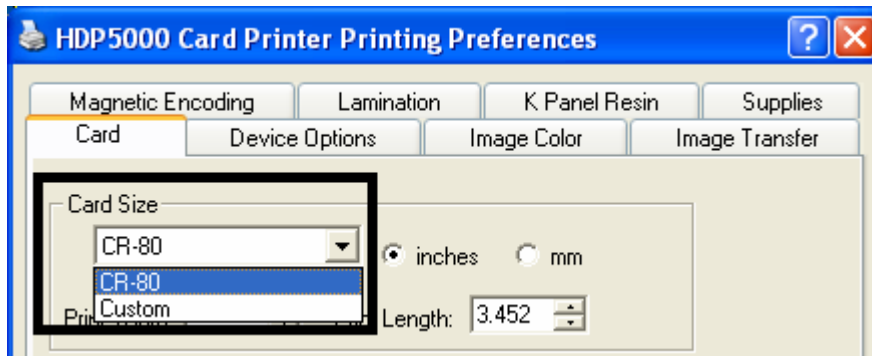 HDP5000 Card Printer Printing Preferences
Magnetic Encoding Lamination K Panel Resin Supplies
Card Device Options Image Color Image Transfer
Card Size
CR-80 inches mm
CR-80
Custom
Length: 3.452